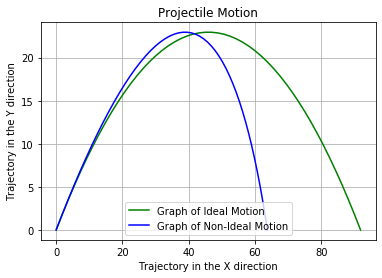 Projectile Motion
Trajectory in the Y direction
20
15
10
5
0
Graph of Ideal Motion
Graph of Non-Ideal Motion
0
20
40
60
80
Trajectory in the X direction